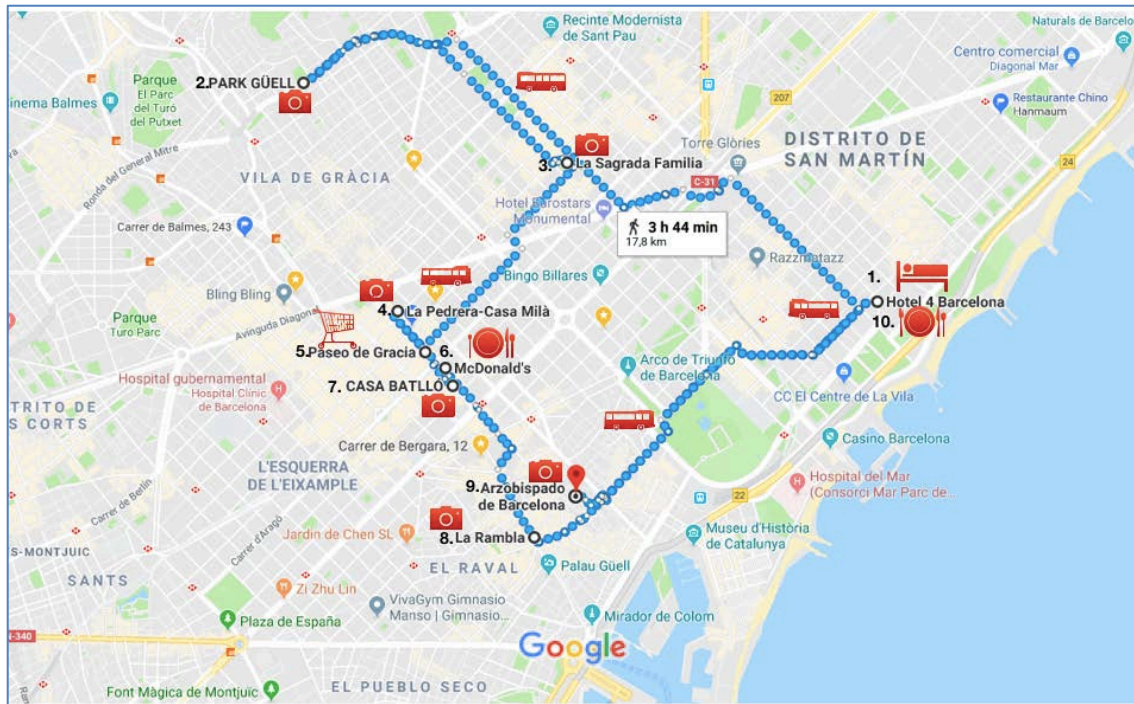 Recinte Modernista
de Sant Pau
Naturals de Barcelo
Centro comercial
Diagonal Mar
2.PARK GÜELL
Parque
El Parc
del Turó
del Putxet
inema Balmes
207
Restaurante Chino
Hanmaum
Torre Glòries
DISTRITO DE
SAN MARTÍN
24
Ronda del General Mitre
3.
La Sagrada Familia
VILA DE GRÀCIA
C-31
Hotel Eurostars
Monumental
3 h 44 min
17,8 km
Carrer de Balmes, 243
Razzmatazz
Bingo Billares
1.
Hotel 4 Barcelona
10.
Bling Bling
Parque
Turo Parc
Avinguda Diagonal
4.
La Pedrera-Casa Milà
5.Paseo de Gracia
6.
McDonald's
7. CASA BATLLÓ
Arco de Triunfo
de Barcelona
Hospital gubernamental
Hospital Clínic
de Barcelona
CC El Centre de La Vila
TRITO DE
S CORTS
Casino Barcelona
Carrer de Bergara, 12
L'ESQUERRA
DE L'EIXAMPLE
9.
Arzobispado
de Barcelona
Hospital del Mar
(Consorci Mar Parc de...
22
Carrer de Berlín
Carrer d'Aragó
Jardin de Chen SL
8.
La Rambla
Museu d'Història
de Catalunya
S-MONTJUIC
SANTS
EL RAVAL
Palau Güell
Zi Zhu Lin
VivaGym Gimnasio
Manso | Gimnasio...
Mirador de Colom
Plaza de España
N-340
Google
Font Màgica de Montjuïc
EL PUEBLO SECO